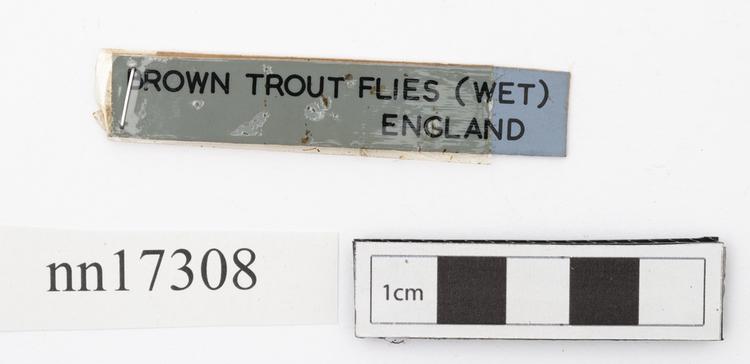 BROWN TROUT FLIES (WET)
ENGLAND
nn17308
1cm